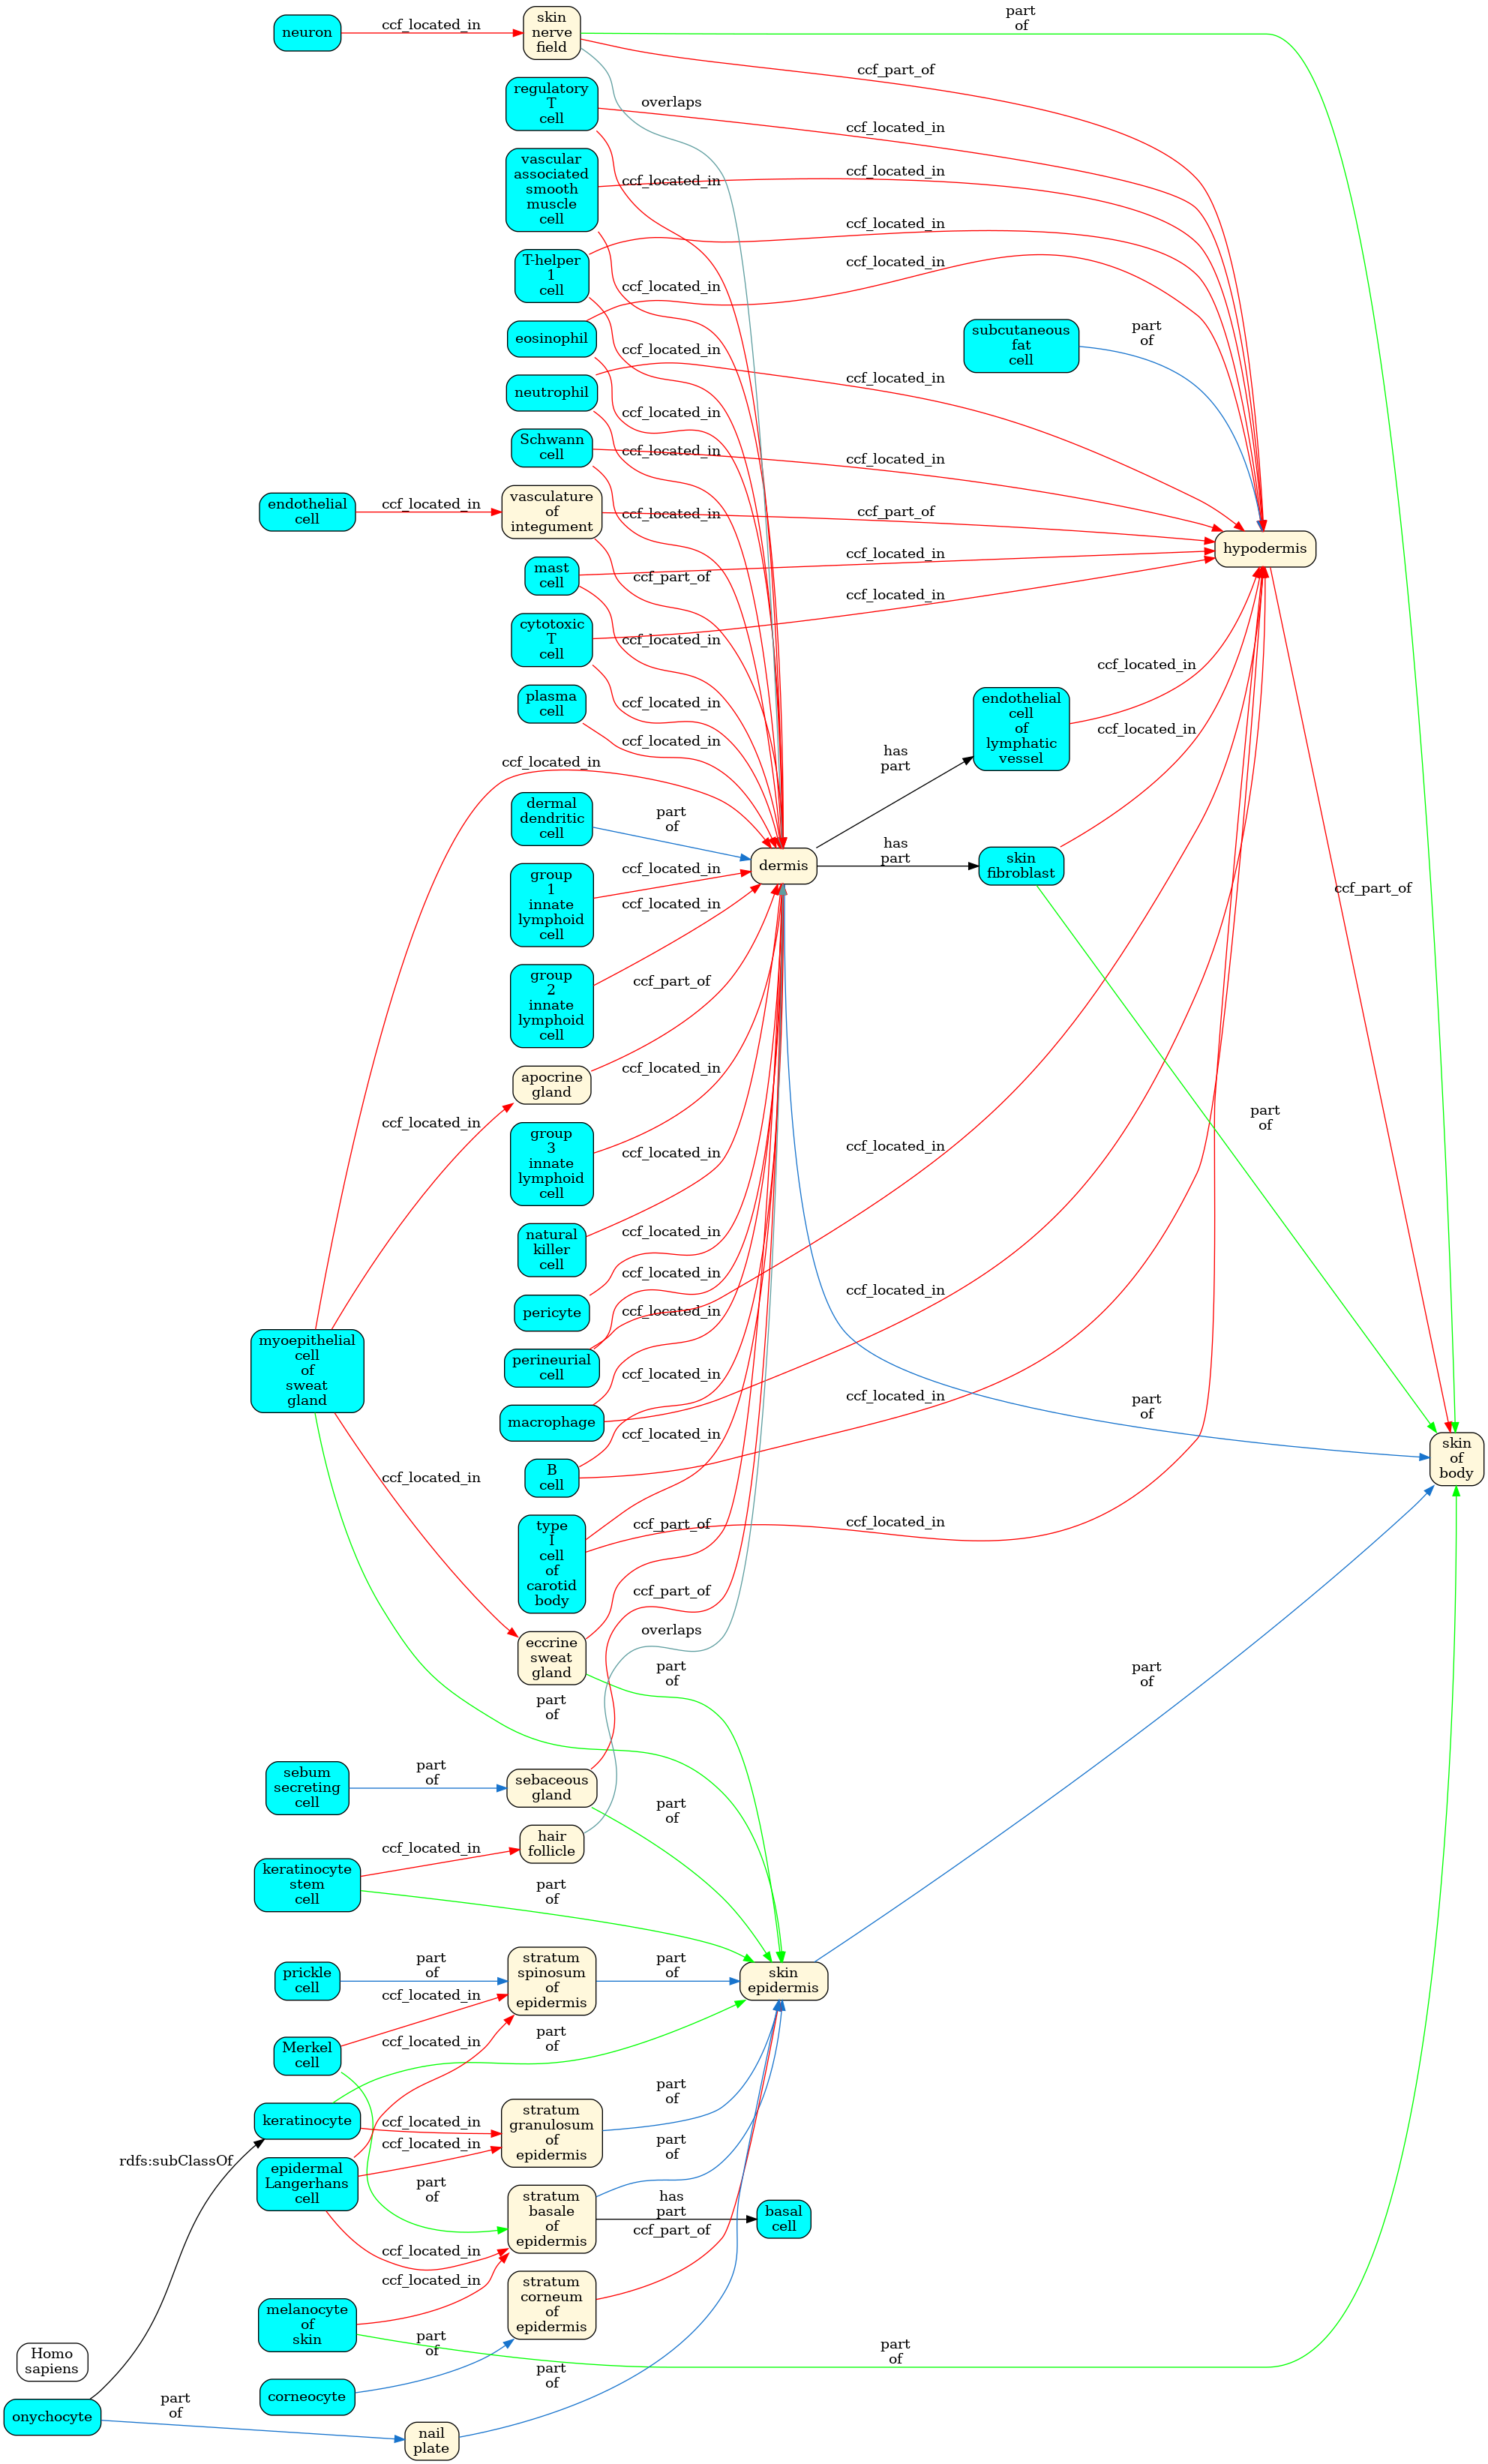 neuron
ccf_located_in
skin
nerve
field
part
of
ccf_part_of
overlaps
regulatory
T
cell
ccf_located_in
ccf_located_in
vascular
associated
smooth
muscle
cell
ccf_located_in
ccf_located_in
T-helper
1
cell
ccf_located_in
ccf_located_in
eosinophil
ccf_located_in
ccf_located_in
subcutaneous
fat
cell
part
of
neutrophil
ccf_located_in
ccf_located_in
Schwann
cell
ccf_located_in
ccf_located_in
endothelial
cell
ccf_located_in
vasculature
of
integument
ccf_part_of
ccf_part_of
hypodermis
mast
cell
ccf_located_in
ccf_located_in
cytotoxic
T
cell
ccf_located_in
ccf_located_in
plasma
cell
ccf_located_in
endothelial
cell
of
lymphatic
vessel
ccf_located_in
ccf_located_in
has
part
ccf_located_in
dermal
dendritic
cell
part
of
dermis
has
part
skin
fibroblast
ccf_part_of
group
1
innate
lymphoid
cell
ccf_located_in
group
2
innate
lymphoid
cell
ccf_located_in
apocrine
gland
ccf_part_of
ccf_located_in
group
3
innate
lymphoid
cell
ccf_located_in
part
of
natural
killer
cell
ccf_located_in
ccf_located_in
pericyte
ccf_located_in
perineurial
cell
ccf_located_in
ccf_located_in
myoepithelial
cell
of
sweat
gland
macrophage
ccf_located_in
ccf_located_in
part
of
skin
of
body
B
cell
ccf_located_in
ccf_located_in
ccf_located_in
type
I
cell
of
carotid
body
ccf_part_of
ccf_located_in
eccrine
sweat
gland
ccf_part_of
overlaps
part
of
part
of
part
of
sebum
secreting
cell
part
of
sebaceous
gland
part
of
hair
follicle
keratinocyte
stem
cell
ccf_located_in
part
of
prickle
cell
part
of
stratum
spinosum
of
epidermis
part
of
skin
epidermis
Merkel
cell
ccf_located_in
ccf_located_in
part
of
keratinocyte
ccf_located_in
stratum
granulosum
of
epidermis
part
of
rdfs:subClassOf
epidermal
Langerhans
cell
ccf_located_in
part
of
stratum
basale
of
epidermis
part
of
has
part
basal
cell
ccf_located_in
ccf_located_in
ccf_part_of
melanocyte
of
skin
stratum
corneum
of
epidermis
part
of
part
of
Homo
sapiens
corneocyte
part
of
onychocyte
part
of
nail
plate